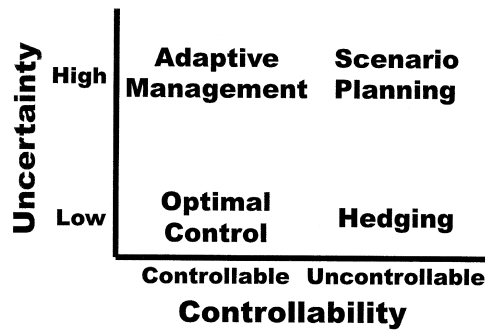 Uncertainty
High
Adaptive
Management
Scenario
Planning
Low
Optimal
Control
Hedging
Controllable
Uncontrollable
Controllability